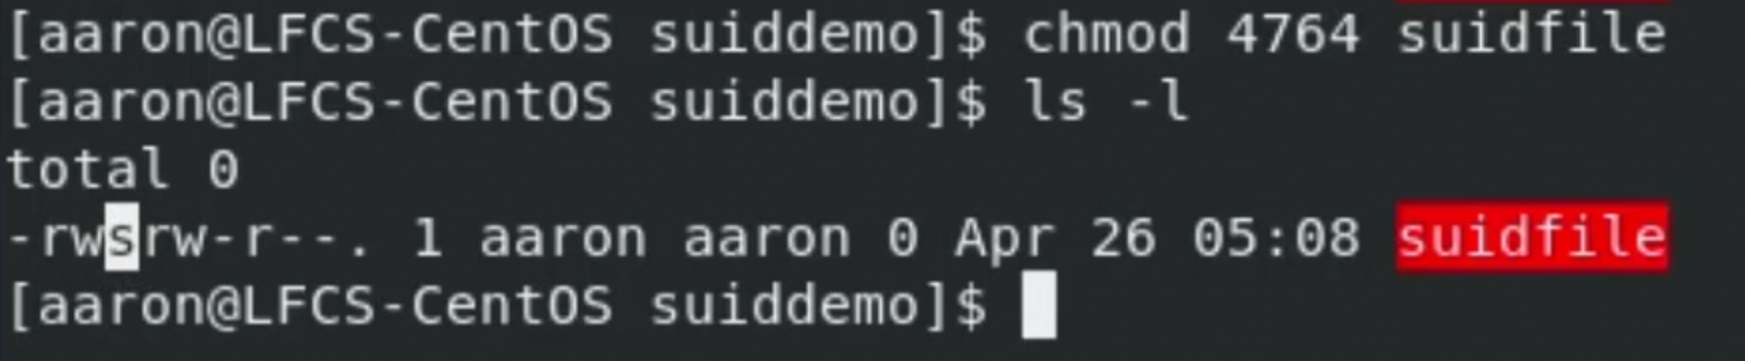 [aaron@LFCS-CentOS suiddemo]$ chmod 4764 suidfile
[aaron@LFCS-CentOS suiddemo]$ ls -l
total 0
-rwsrw-r--. 1 aaron aaron 0 Apr 26 05:08 suidfile
[aaron@LFCS-CentOS suiddemo]$